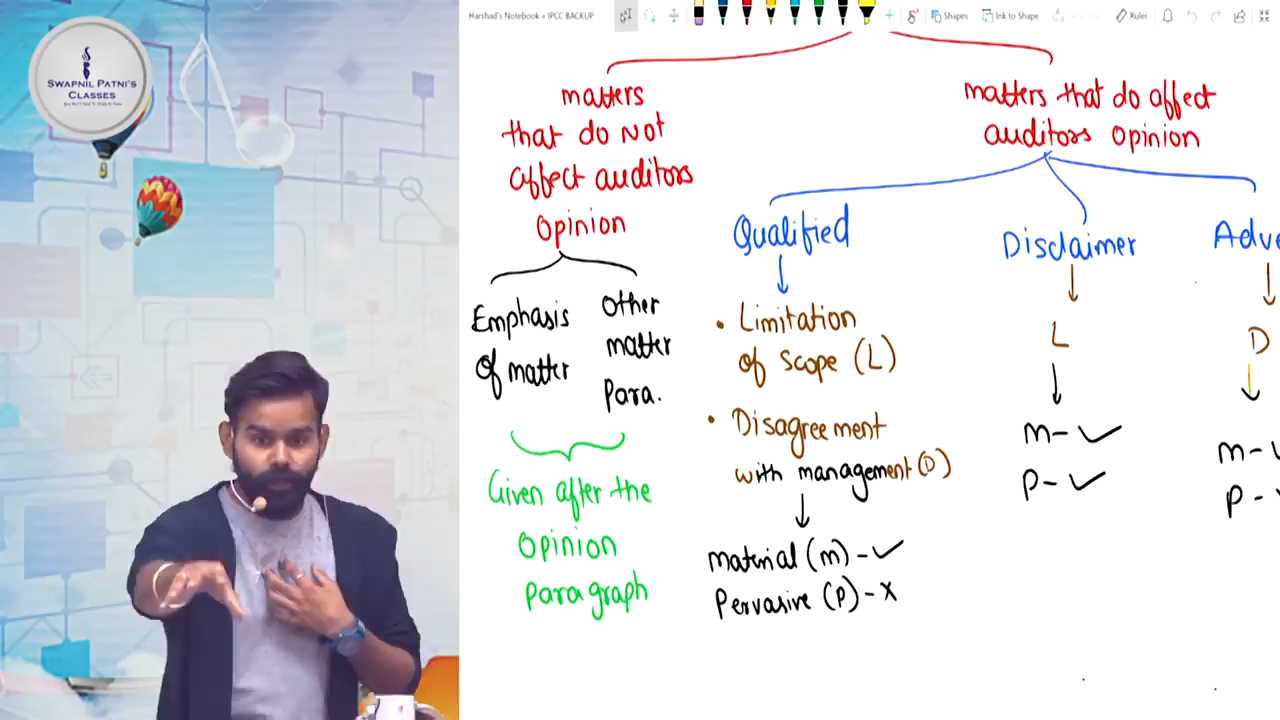 SWAPNIL PATNI'S
CLASSES
Harshad's Notebook » IPCC BACKUP
Shapes
Ink to Shape
Ruler
matters
that do not
affect auditors
Opinion
matters that do affect
auditors Opinion
Emphasis
of matter
Other
matter
Para.
Given after the
Opinion
paragraph
Qualified
• Limitation
of Scope (L)
• Disagreement
with management (D)
Material (m) - ✓
Pervasive (p) - x
Disclaimer
L
m - ✓
p - ✓
Adve
D
m - ✓
p - ✓